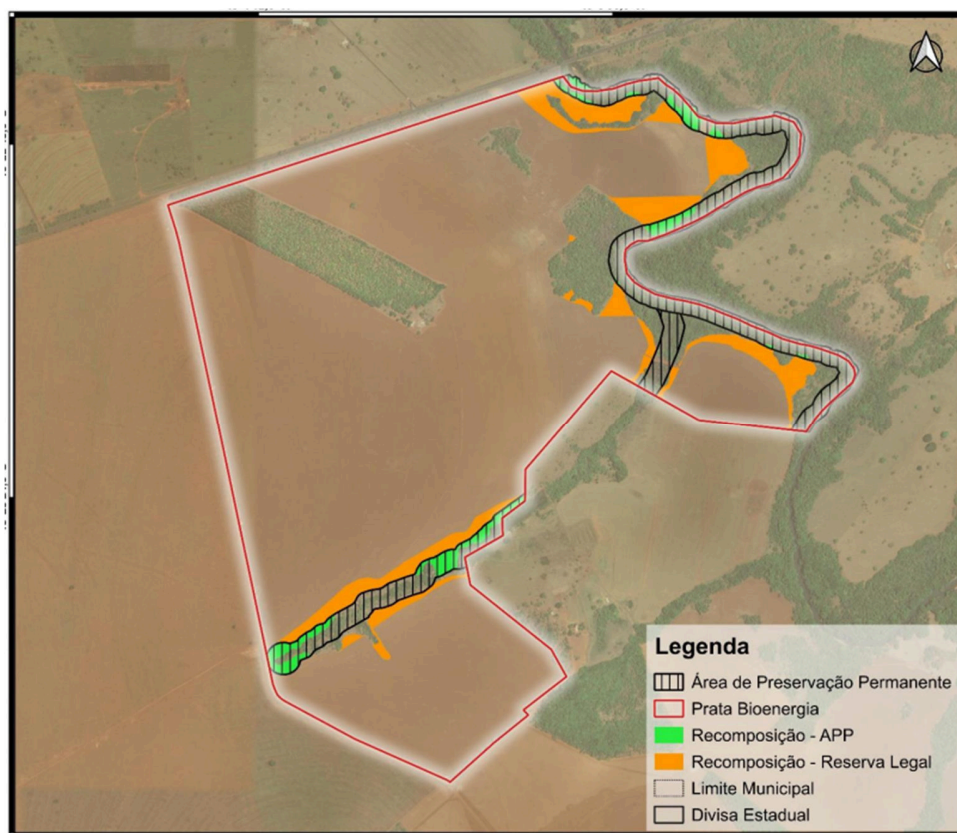 Legenda
Área de Preservação Permanente
Prata Bioenergia
Recomposição - APP
Recomposição - Reserva Legal
Limite Municipal
Divisa Estadual